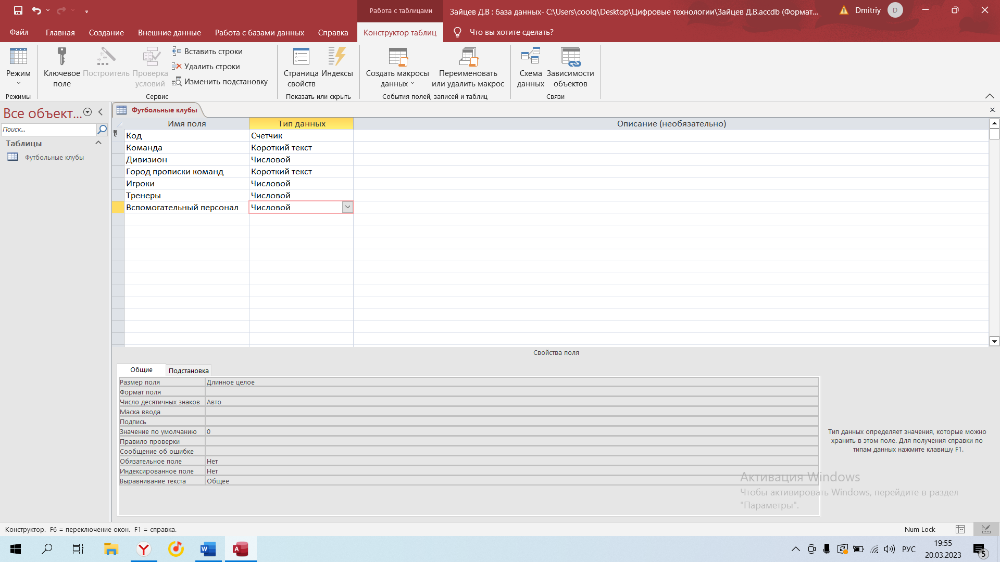 Работа с таблицами
Зайцев Д.В : база данных- C:\Users\coolq\Desktop\Цифровые технологии\Зайцев Д.В.accdb (Формат...
Dmitriy
D
Файл
Главная
Создание
Внешние данные
Работа с базами данных
Справка
Конструктор таблиц
Что вы хотите сделать?
Режим
Ключевое поле
Построитель
Проверка условий
Вставить строки
Удалить строки
Изменить подстановку
Страница свойств
Индексы
Создать макросы данных
Переименовать или удалить макрос
Схема данных
Зависимости объектов
Режимы
Сервис
Показать или скрыть
События полей, записей и таблиц
Связи
Все объект...
Поиск...
Таблицы
Футбольные клубы
Футбольные клубы
Имя поля Тип данных Описание (необязательно)
Код Счетчик
Команда Короткий текст
Дивизион Числовой
Город прописки команд Короткий текст
Игроки Числовой
Тренеры Числовой
Вспомогательный персонал Числовой
Свойства поля
Общие Подстановка
Размер поля Длинное целое
Формат поля
Число десятичных знаков Авто
Маска ввода
Подпись
Значение по умолчанию 0
Правило проверки
Сообщение об ошибке
Обязательное поле Нет
Индексированное поле Нет
Выравнивание текста Общее
Тип данных определяет значения, которые можно
хранить в этом поле. Для получения справки по
типам данных нажмите клавишу F1.
Активация Windows
Чтобы активировать Windows, перейдите в раздел
"Параметры".
Конструктор. F6 = переключение окон. F1 = справка.
Num Lock
РУС
19:55
20.03.2023
5